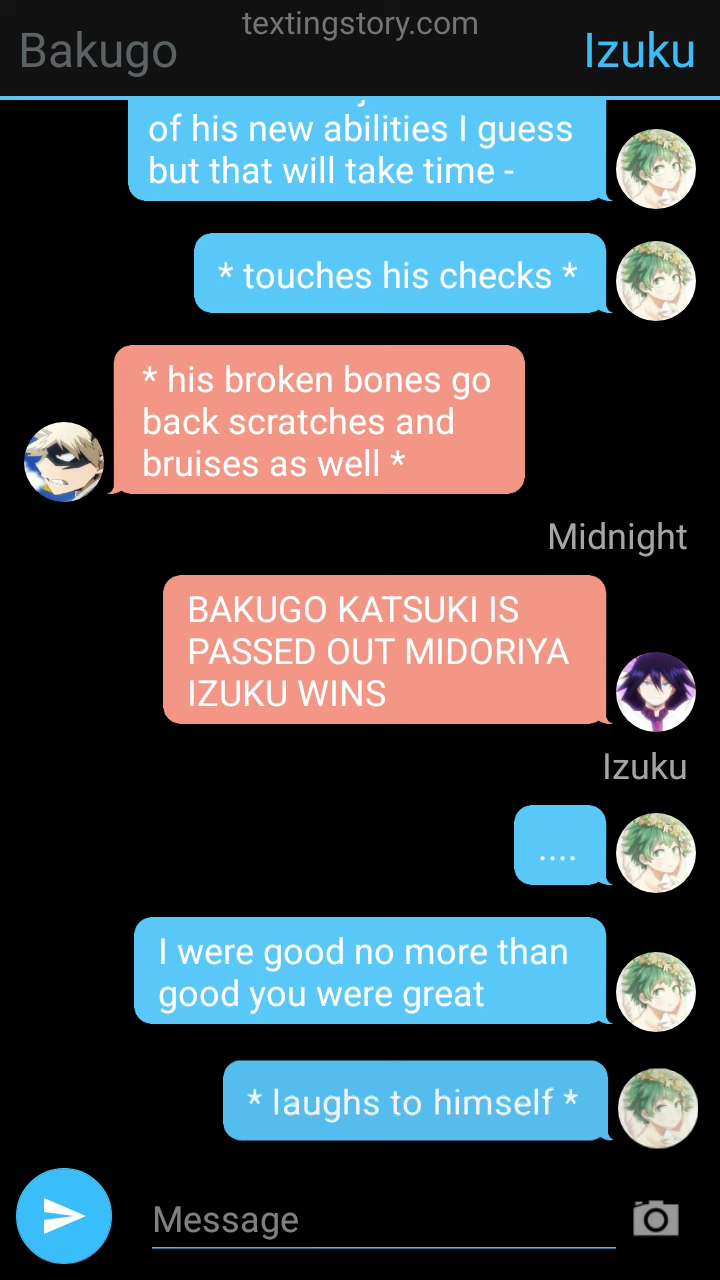 textingstory.com
Bakugo
Izuku
of his new abilities I guess
but that will take time -
* touches his checks *
* his broken bones go
back scratches and
bruises as well *
Midnight
BAKUGO KATSUKI IS
PASSED OUT MIDORIYA
IZUKU WINS
Izuku
....
I were good no more than
good you were great
* laughs to himself *
Message